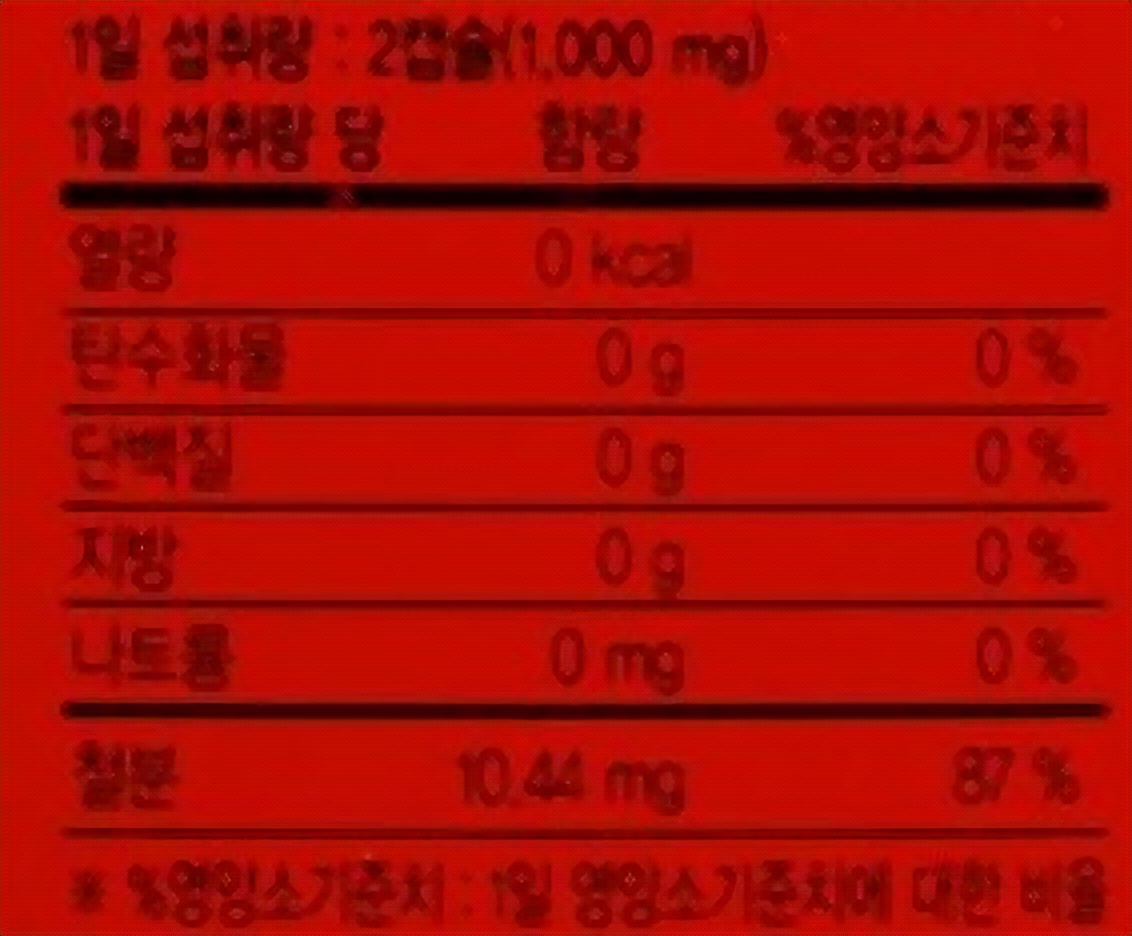 1일 섭취량 : 2캡슐(1,000 mg)
1일 섭취량 당 함량 %영양소기준치
열량 0 kcal
탄수화물 0 g 0 %
단백질 0 g 0 %
지방 0 g 0 %
나트륨 0 mg 0 %
철분 10.44 mg 87 %
※ %영양소기준치 : 1일 영양소기준치에 대한 비율